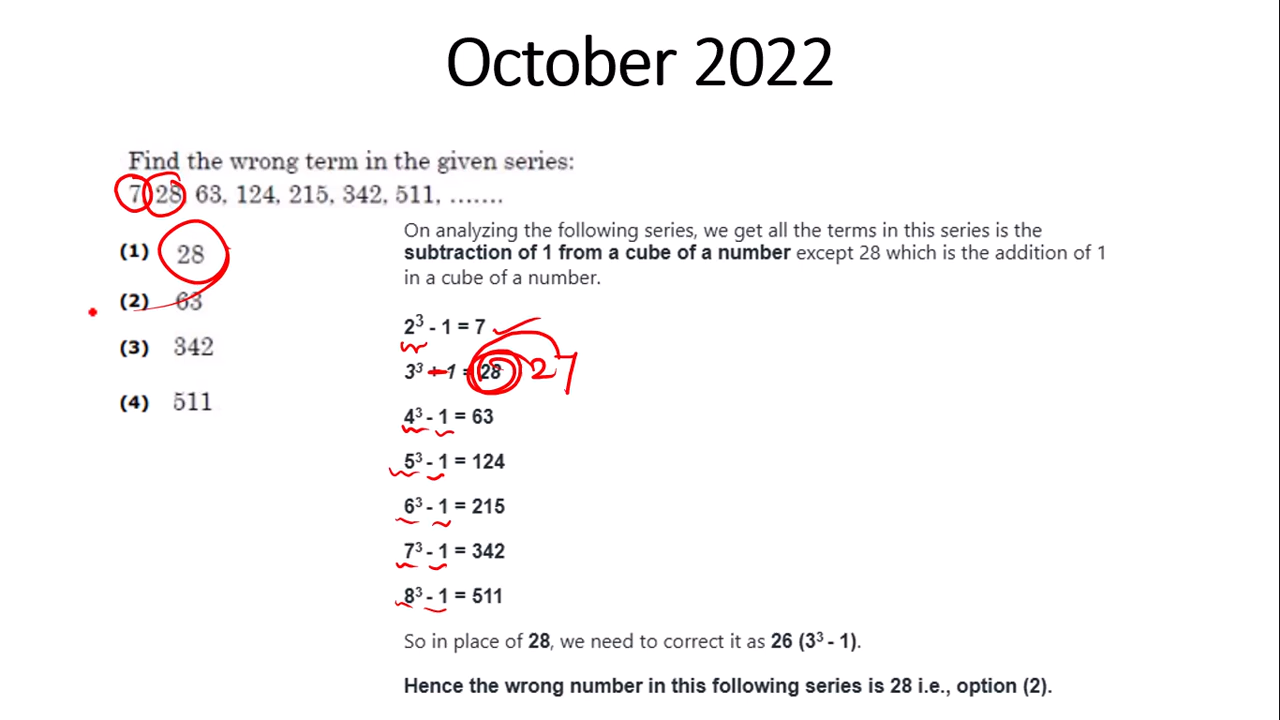 October 2022
Find the wrong term in the given series:
7, 28, 63, 124, 215, 342, 511, .......
(1) 28
(2) 63
(3) 342
(4) 511
On analyzing the following series, we get all the terms in this series is the
subtraction of 1 from a cube of a number except 28 which is the addition of 1
in a cube of a number.
2³ - 1 = 7
3³ + 1 = 28 27
4³ - 1 = 63
5³ - 1 = 124
6³ - 1 = 215
7³ - 1 = 342
8³ - 1 = 511
So in place of 28, we need to correct it as 26 (3³ - 1).
Hence the wrong number in this following series is 28 i.e., option (2).